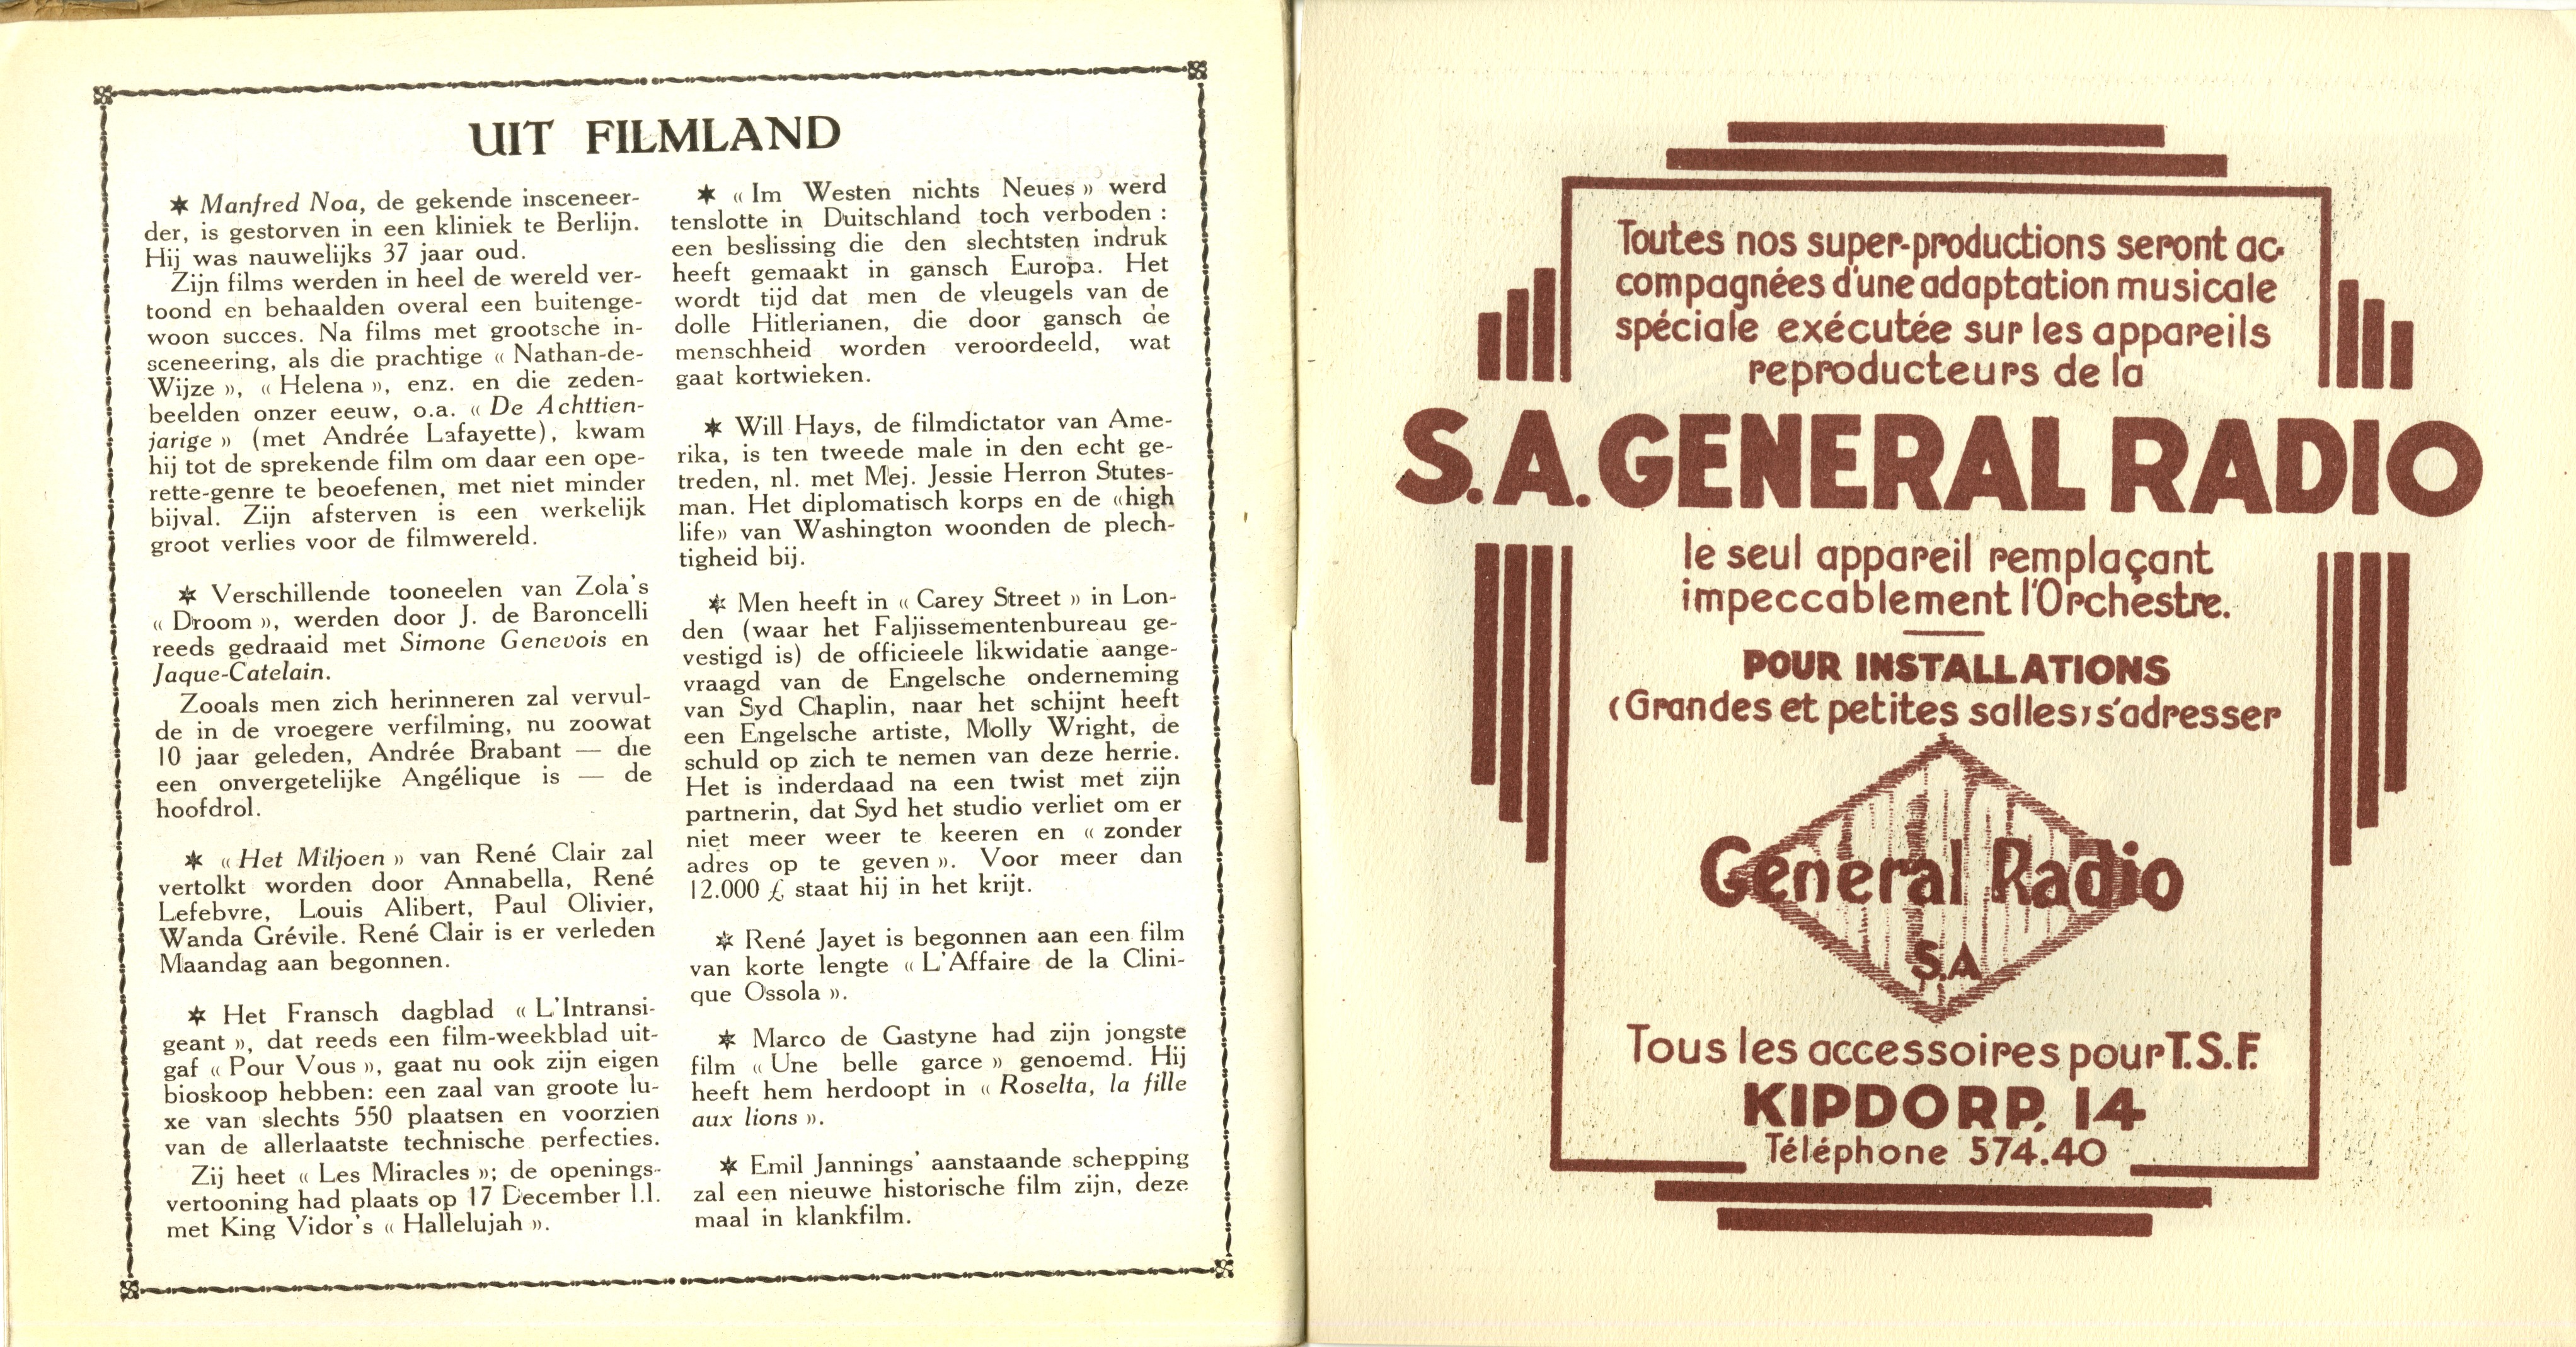 UIT FILMLAND
✶ Manfred Noa, de gekende insceneer-
der, is gestorven in een kliniek te Berlijn.
Hij was nauwelijks 37 jaar oud.
Zijn films werden in heel de wereld ver-
toond en behaalden overal een buitenge-
woon succes. Na films met grootsche in-
sceneering, als die prachtige « Nathan-de-
Wijze », « Helena », enz. en die zeden-
beelden onzer eeuw, o.a. « De Achttien-
jarige » (met Andrée Lafayette), kwam
hij tot de sprekende film om daar een ope-
rette-genre te beoefenen, met niet minder
bijval. Zijn afsterven is een werkelijk
groot verlies voor de filmwereld.
✶ Verschillende tooneelen van Zola's
« Droom », werden door J. de Baroncelli
reeds gedraaid met Simone Genevois en
Jaque-Catelain.
Zooals men zich herinneren zal vervul-
de in de vroegere verfilming, nu zoowat
10 jaar geleden, Andrée Brabant — die
een onvergetelijke Angélique is — de
hoofdrol.
✶ « Het Miljoen » van René Clair zal
vertolkt worden door Annabella, René
Lefebvre, Louis Alibert, Paul Olivier,
Wanda Grévile. René Clair is er verleden
Maandag aan begonnen.
✶ Het Fransch dagblad « L'Intransi-
geant », dat reeds een film-weekblad uit-
gaf « Pour Vous », gaat nu ook zijn eigen
bioskoop hebben: een zaal van groote lu-
xe van slechts 550 plaatsen en voorzien
van de allerlaatste technische perfecties.
Zij heet « Les Miracles »; de openings-
vertooning had plaats op 17 December l.l.
met King Vidor's « Hallelujah ».
✶ « Im Westen nichts Neues » werd
tenslotte in Duitschland toch verboden :
een beslissing die den slechtsten indruk
heeft gemaakt in gansch Europa. Het
wordt tijd dat men de vleugels van de
dolle Hitlerianen, die door gansch de
menschheid worden veroordeeld, wat
gaat kortwieken.
✶ Will Hays, de filmdictator van Ame-
rika, is ten tweede male in den echt ge-
treden, nl. met Mej. Jessie Herron Stutes-
man. Het diplomatisch korps en de «high
life» van Washington woonden de plech-
tigheid bij.
✶ Men heeft in « Carey Street » in Lon-
den (waar het Faljissementenbureau ge-
vestigd is) de officieele likwidatie aange-
vraagd van de Engelsche onderneming
van Syd Chaplin, naar het schijnt heeft
een Engelsche artiste, Molly Wright, de
schuld op zich te nemen van deze herrie.
Het is inderdaad na een twist met zijn
partnerin, dat Syd het studio verliet om er
niet meer weer te keeren en « zonder
adres op te geven ». Voor meer dan
12.000 £ staat hij in het krijt.
✶ René Jayet is begonnen aan een film
van korte lengte « L'Affaire de la Clini-
que Ossola ».
✶ Marco de Gastyne had zijn jongste
film « Une belle garce » genoemd. Hij
heeft hem herdoopt in « Roselta, la fille
aux lions ».
✶ Emil Jannings' aanstaande schepping
zal een nieuwe historische film zijn, deze
maal in klankfilm.
Toutes nos super-productions seront ac-
compagnées d'une adaptation musicale
spéciale exécutée sur les appareils
reproducteurs de la
S.A. GENERAL RADIO
le seul appareil remplaçant
impeccablement l'Orchestre.
POUR INSTALLATIONS
(Grandes et petites salles) s'adresser
General Radio
S.A
Tous les accessoires pour T.S.F.
KIPDORP, 14
Téléphone 574.40